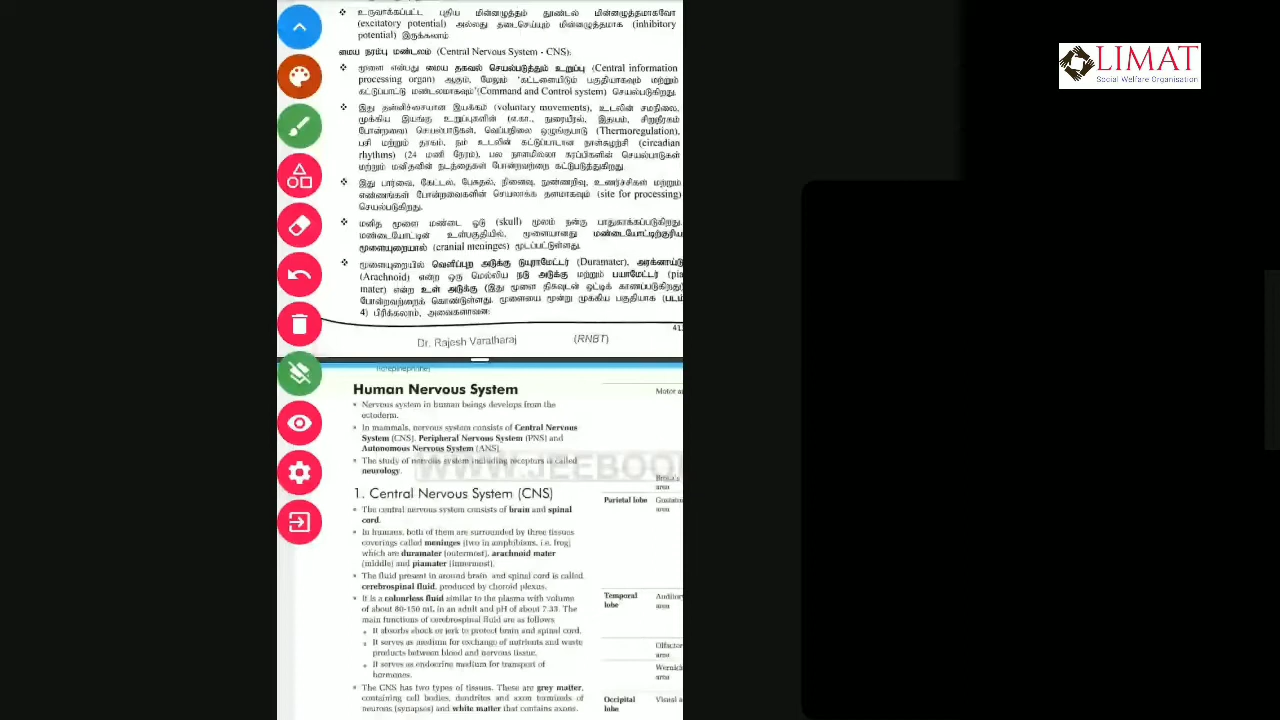 ❖ உருவாக்கப்பட்ட புதிய மின்னழுத்தம் தூண்டல் மின்னழுத்தமாகவோ
(excitatory potential) அல்லது தடைசெய்யும் மின்னழுத்தமாக (inhibitory
potential) இருக்கலாம்
மைய நரம்பு மண்டலம் (Central Nervous System - CNS):
❖ மூளை என்பது மைய தகவல் செயல்படுத்தும் உறுப்பு (Central information
processing organ) ஆகும், மேலும் 'கட்டளையிடும் பகுதியாகவும் மற்றும்
கட்டுப்பாட்டு மண்டலமாகவும்'(Command and Control system) செயல்படுகிறது.
❖ இது தன்னிச்சையான இயக்கம் (voluntary movements), உடலின் சமநிலை,
முக்கிய இயங்கு உறுப்புகளின் (எ.கா., நுரையீரல், இதயம், சிறுநீரகம்
போன்றவை) செயல்பாடுகள், வெப்பநிலை ஒழுங்குபாடு (Thermoregulation),
பசி மற்றும் தாகம், நம் உடலின் கட்டுப்பாடான நாள்சுழற்சி (circadian
rhythms) (24 மணி நேரம்), பல நாளமில்லா சுரப்பிகளின் செயல்பாடுகள்
மற்றும் மனிதனின் நடத்தைகள் போன்றவற்றை கட்டுபடுத்துகிறது.
❖ இது பார்வை, கேட்டல், பேசுதல், நினைவு, நுண்ணறிவு, உணர்ச்சிகள் மற்றும்
எண்ணங்கள் போன்றவைகளின் செயலாக்க தளமாகவும் (site for processing)
செயல்படுகிறது.
❖ மனித மூளை மண்டை ஓடு (skull) மூலம் நன்கு பாதுகாக்கப்படுகிறது.
மண்டையோட்டின் உள்பகுதியில், மூளையானது மண்டையோட்டிற்குரிய
மூளையுறையால் (cranial meninges) மூடப்பட்டுள்ளது.
❖ மூளையுறையில் வெளிப்புற அடுக்கு டுயுராமேட்டர் (Duramater), அரக்னாய்டு
(Arachnoid) என்ற ஒரு மெல்லிய நடு அடுக்கு மற்றும் பயாமேட்டர் (pia
mater) என்ற உள் அடுக்கு (இது மூளை திசுவுடன் ஒட்டிக் காணப்படுகிறது)
போன்றவற்றைக் கொண்டுள்ளது. மூளையை மூன்று முக்கிய பகுதியாக (படம்
4) பிரிக்கலாம், அவைகளாவன:
Dr. Rajesh Varatharaj (RNBT)
Human Nervous System
• Nervous system in human beings develops from the
ectoderm.
• In mammals, nervous system consists of Central Nervous
System (CNS), Peripheral Nervous System (PNS) and
Autonomous Nervous System (ANS)
• The study of nervous system including receptors is called
neurology.
1. Central Nervous System (CNS)
• The central nervous system consists of brain and spinal
cord.
• In humans, both of them are surrounded by three tissues
coverings called meninges (two in amphibians, i.e. frog)
which are duramater (outermost), arachnoid mater
(middle) and piamater (innermost).
• The fluid present in around brain and spinal cord is called
cerebrospinal fluid, produced by choroid plexus.
• It is a colourless fluid similar to the plasma with volume
of about 80-150 mL in an adult and pH of about 7.33. The
main functions of cerebrospinal fluid are as follows
• It absorbs shock or jerk to protect brain and spinal cord.
• It serves as medium for exchange of nutrients and waste
products between blood and nervous tissue.
• It serves as endocrine medium for transport of
hormones.
• The CNS has two types of tissues. These are grey matter,
containing cell bodies, dendrites and axon terminals of
neurons (synapses) and white matter that contains axons.
Motor
area
Parietal lobe
area
Temporal
lobe
area
area
area
Occipital
lobe
Visual
WWW.JEEBOO
LIMAT
Social Welfare Organisation